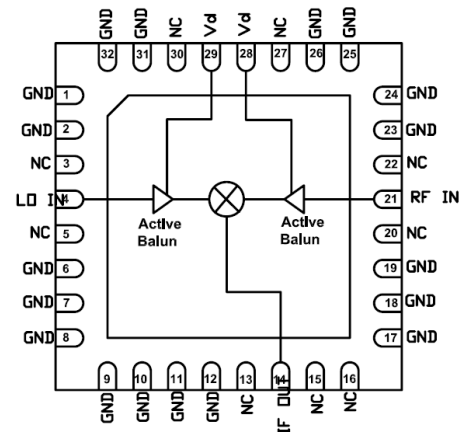 GND GND NC Vd Vd NC GND GND
32 31 30 29 28 27 26 25
GND 1 24 GND
GND 2 23 GND
NC 3 22 NC
LO IN 4 21 RF IN
NC 5 20 NC
Active Balun
Active Balun
GND 6 19 GND
GND 7 18 GND
GND 8 17 GND
9 10 11 12 13 14 15 16
GND GND GND GND NC IF OUT NC NC